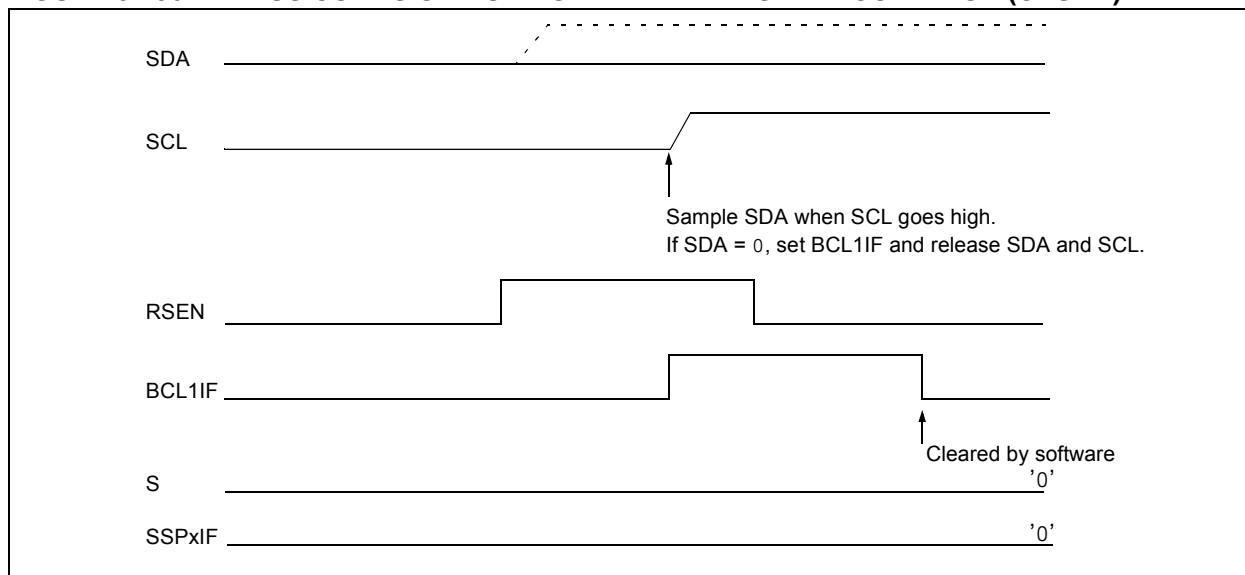 SDA
SCL
Sample SDA when SCL goes high.
If SDA = 0, set BCL1IF and release SDA and SCL.
RSEN
BCL1IF
Cleared by software
S
'0'
SSPxIF
'0'